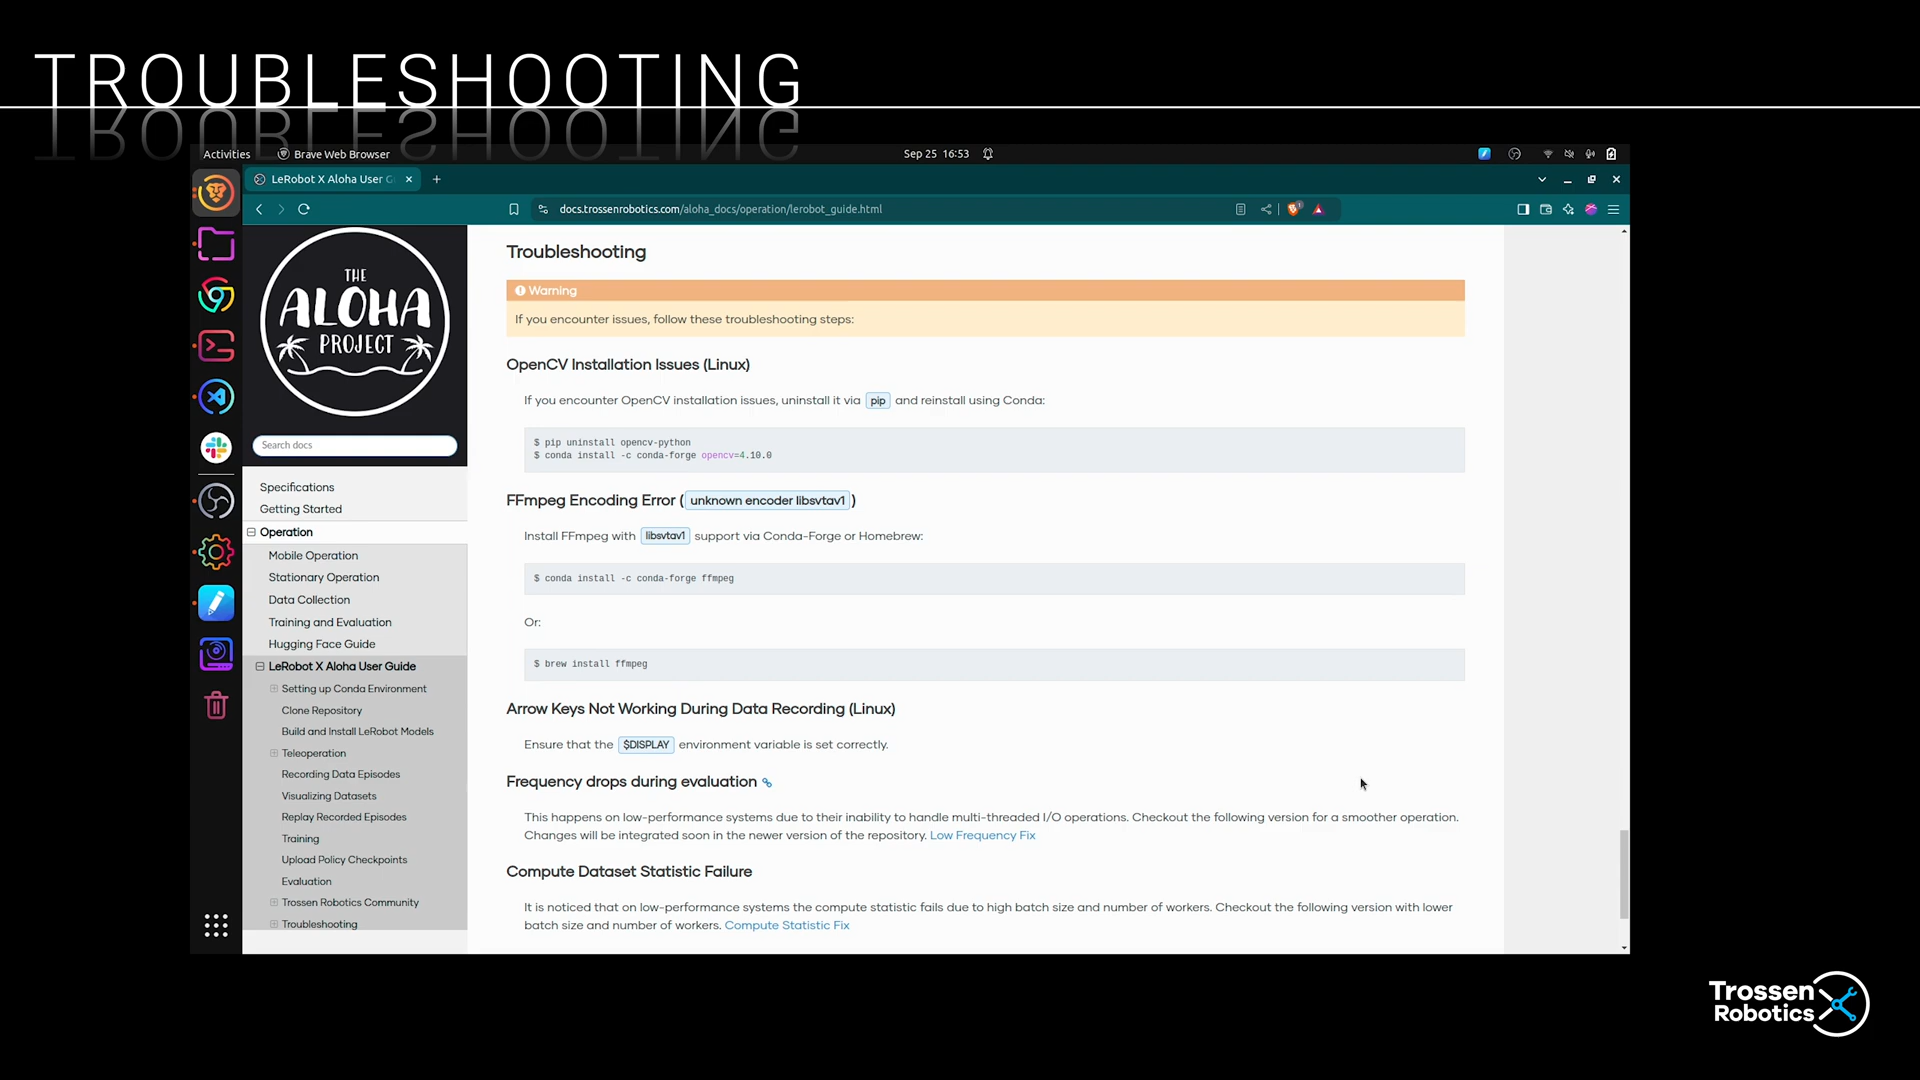 TROUBLESHOOTING
Activities
Brave Web Browser
Sep 25 16:53
LeRobot X Aloha User G
docs.trossenrobotics.com/aloha_docs/operation/lerobot_guide.html
THE
ALOHA
PROJECT
Search docs
Specifications
Getting Started
Operation
Mobile Operation
Stationary Operation
Data Collection
Training and Evaluation
Hugging Face Guide
LeRobot X Aloha User Guide
Setting up Conda Environment
Clone Repository
Build and Install LeRobot Models
Teleoperation
Recording Data Episodes
Visualizing Datasets
Replay Recorded Episodes
Training
Upload Policy Checkpoints
Evaluation
Trossen Robotics Community
Troubleshooting
Troubleshooting
Warning
If you encounter issues, follow these troubleshooting steps:
OpenCV Installation Issues (Linux)
If you encounter OpenCV installation issues, uninstall it via pip and reinstall using Conda:
$ pip uninstall opencv-python
$ conda install -c conda-forge opencv=4.10.0
FFmpeg Encoding Error ( unknown encoder libsvtav1 )
Install FFmpeg with libsvtav1 support via Conda-Forge or Homebrew:
$ conda install -c conda-forge ffmpeg
Or:
$ brew install ffmpeg
Arrow Keys Not Working During Data Recording (Linux)
Ensure that the $DISPLAY environment variable is set correctly.
Frequency drops during evaluation
This happens on low-performance systems due to their inability to handle multi-threaded I/O operations. Checkout the following version for a smoother operation.
Changes will be integrated soon in the newer version of the repository. Low Frequency Fix
Compute Dataset Statistic Failure
It is noticed that on low-performance systems the compute statistic fails due to high batch size and number of workers. Checkout the following version with lower
batch size and number of workers. Compute Statistic Fix
Trossen
Robotics